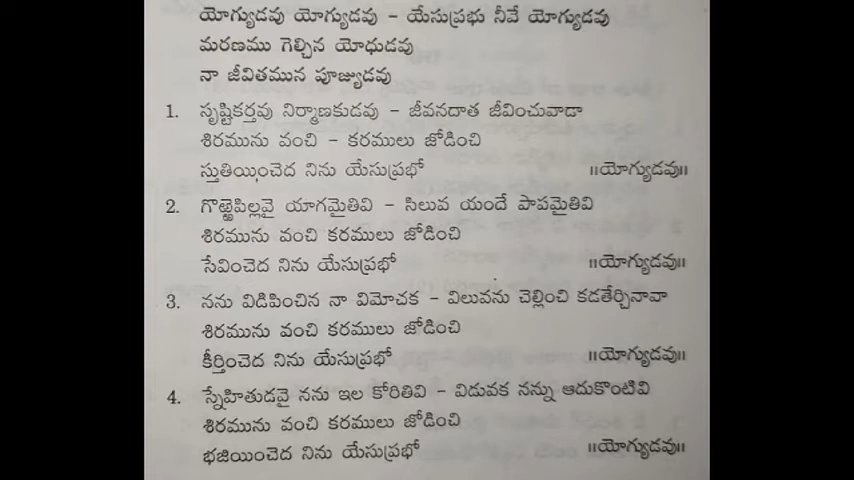 యోగ్యుడవు యోగ్యుడవు - యేసుప్రభు నీవే యోగ్యుడవు
మరణము గెల్చిన యోధుడవు
నా జీవితమున పూజ్యుడవు
1. సృష్టికర్తవు నిర్మాణకుడవు - జీవనదాత జీవించువాడా
శిరమును వంచి - కరములు జోడించి
స్తుతియించెద నిను యేసుప్రభో ॥యోగ్యుడవు॥
2. గొఱ్ఱెపిల్లవై యాగమైతివి - సిలువ యందే పాపమైతివి
శిరమును వంచి కరములు జోడించి
సేవించెద నిను యేసుప్రభో ॥యోగ్యుడవు॥
3. నను విడిపించిన నా విమోచక - విలువను చెల్లించి కడతేర్చినావా
శిరమును వంచి కరములు జోడించి
కీర్తించెద నిను యేసుప్రభో ॥యోగ్యుడవు॥
4. స్నేహితుడవై నను ఇల కోరితివి - విడువక నన్ను ఆదుకొంటివి
శిరమును వంచి కరములు జోడించి
భజియించెద నిను యేసుప్రభో ॥యోగ్యుడవు॥